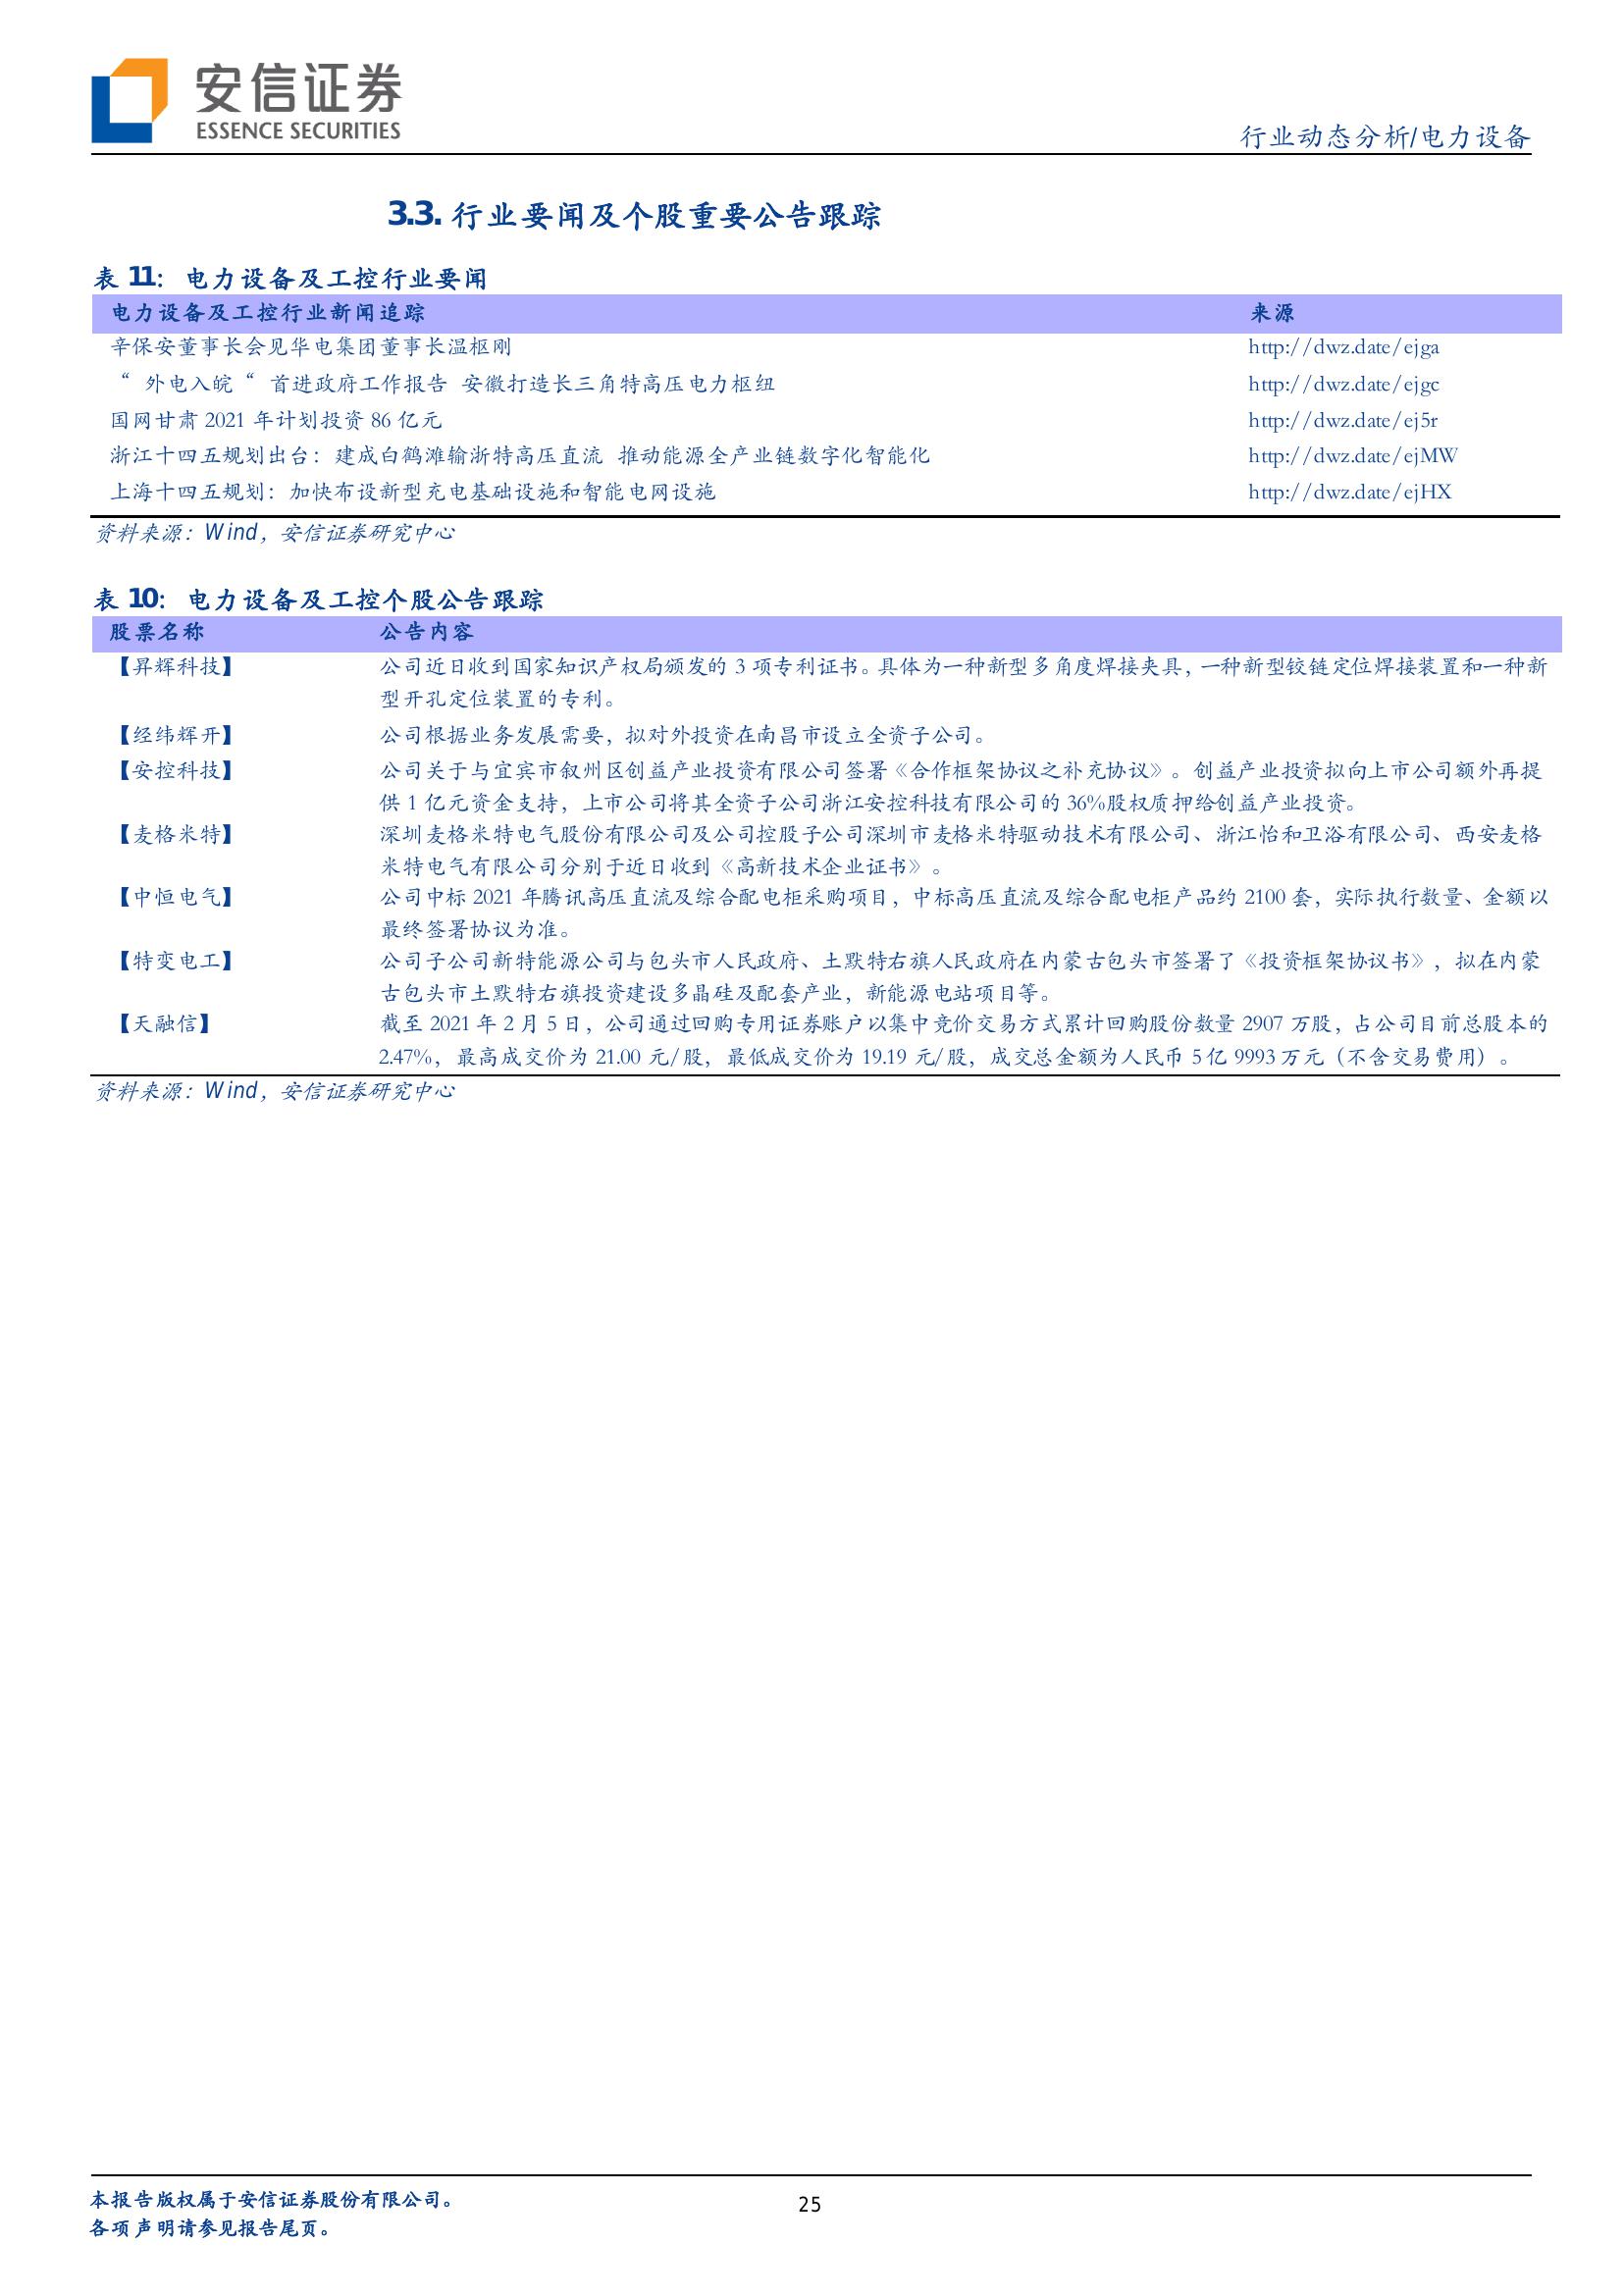 安信证券
ESSENCE SECURITIES
行业动态分析/电力设备
3.3. 行业要闻及个股重要公告跟踪
表 11：电力设备及工控行业要闻
电力设备及工控行业新闻追踪 来源
辛保安董事长会见华电集团董事长温枢刚 http://dwz.date/ejga
“ 外电入皖“ 首进政府工作报告 安徽打造长三角特高压电力枢纽 http://dwz.date/ejgc
国网甘肃 2021 年计划投资 86 亿元 http://dwz.date/ej5r
浙江十四五规划出台：建成白鹤滩输浙特高压直流 推动能源全产业链数字化智能化 http://dwz.date/ejMW
上海十四五规划：加快布设新型充电基础设施和智能电网设施 http://dwz.date/ejHX
资料来源：Wind，安信证券研究中心
表 10：电力设备及工控个股公告跟踪
股票名称 公告内容
【昇辉科技】 公司近日收到国家知识产权局颁发的 3 项专利证书。具体为一种新型多角度焊接夹具，一种新型铰链定位焊接装置和一种新
型开孔定位装置的专利。
【经纬辉开】 公司根据业务发展需要，拟对外投资在南昌市设立全资子公司。
【安控科技】 公司关于与宜宾市叙州区创益产业投资有限公司签署《合作框架协议之补充协议》。创益产业投资拟向上市公司额外再提
供 1 亿元资金支持，上市公司将其全资子公司浙江安控科技有限公司的 36%股权质押给创益产业投资。
【麦格米特】 深圳麦格米特电气股份有限公司及公司控股子公司深圳市麦格米特驱动技术有限公司、浙江怡和卫浴有限公司、西安麦格
米特电气有限公司分别于近日收到《高新技术企业证书》。
【中恒电气】 公司中标 2021 年腾讯高压直流及综合配电柜采购项目，中标高压直流及综合配电柜产品约 2100 套，实际执行数量、金额以
最终签署协议为准。
【特变电工】 公司子公司新特能源公司与包头市人民政府、土默特右旗人民政府在内蒙古包头市签署了《投资框架协议书》，拟在内蒙
古包头市土默特右旗投资建设多晶硅及配套产业，新能源电站项目等。
【天融信】 截至 2021 年 2 月 5 日，公司通过回购专用证券账户以集中竞价交易方式累计回购股份数量 2907 万股，占公司目前总股本的
2.47%，最高成交价为 21.00 元/股，最低成交价为 19.19 元/股，成交总金额为人民币 5 亿 9993 万元（不含交易费用）。
资料来源：Wind，安信证券研究中心
本报告版权属于安信证券股份有限公司。
25
各项声明请参见报告尾页。